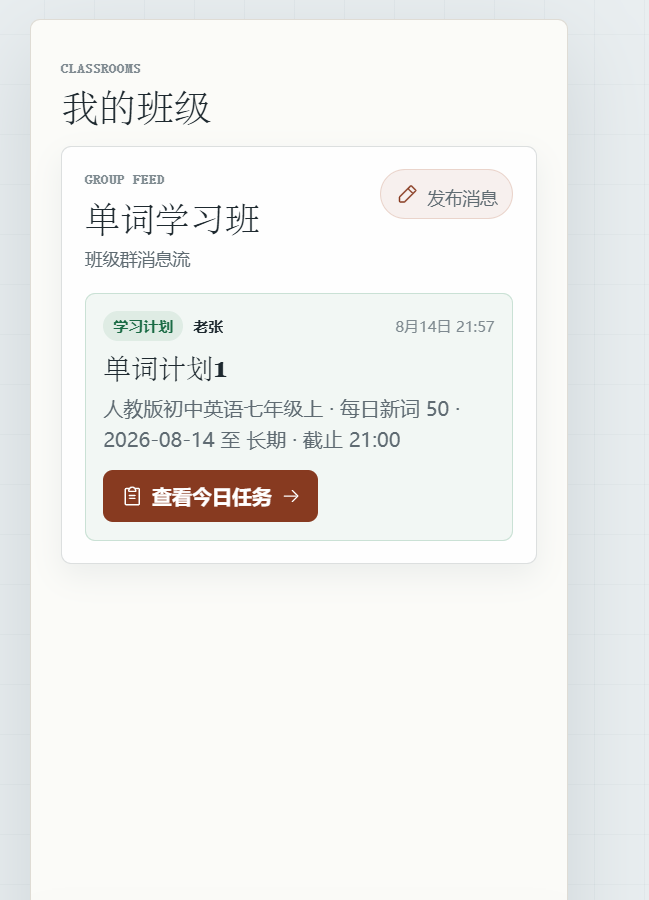 CLASSROOMS
我的班级
GROUP FEED
发布消息
单词学习班
班级群消息流
学习计划 老张 8月14日 21:57
单词计划1
人教版初中英语七年级上 · 每日新词 50 ·
2026-08-14 至 长期 · 截止 21:00
查看今日任务 →